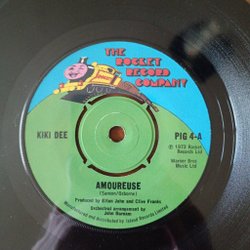 THE
ROCKET
RECORD
COMPANY
KIKI DEE
PIG 4-A
℗ 1973 Rocket
Records Ltd
Warner Bros
Music Ltd
AMOUREUSE
(Sanson/Osborne)
Produced by Elton John and Clive Franks
Orchestral arrangement by
John Barham
Manufactured and Distributed by Island Records Limited